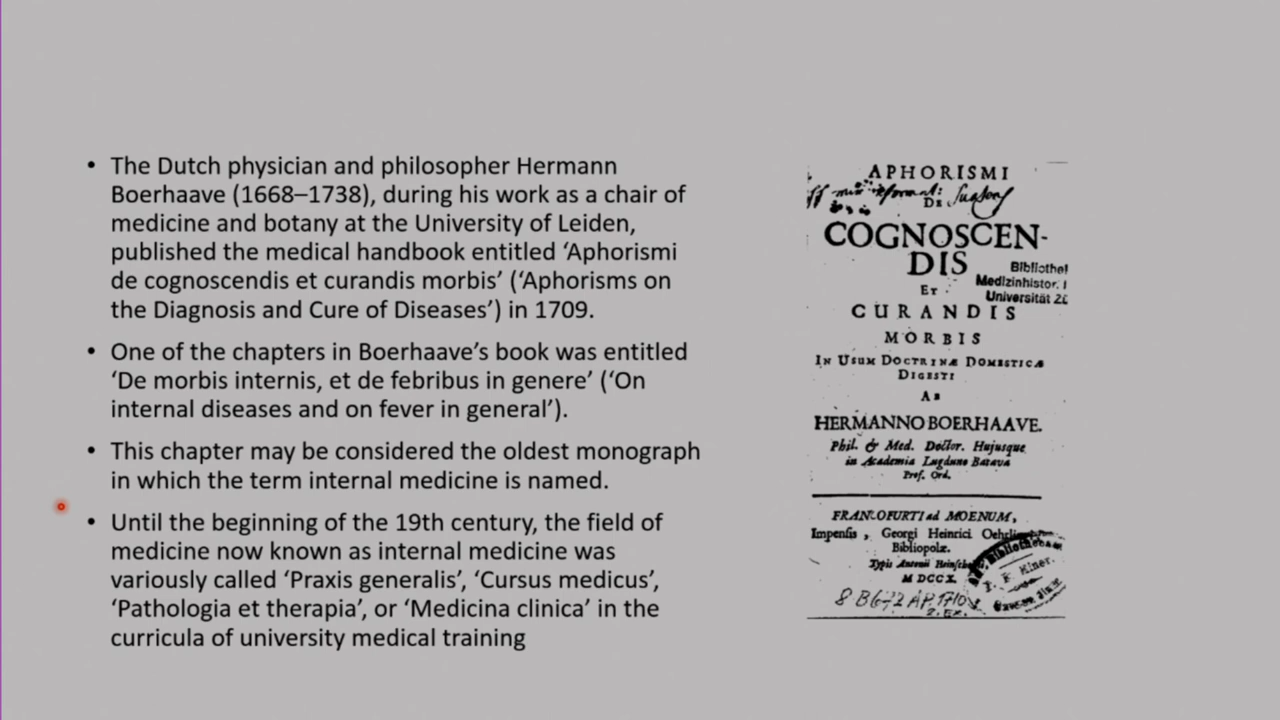 • The Dutch physician and philosopher Hermann
Boerhaave (1668–1738), during his work as a chair of
medicine and botany at the University of Leiden,
published the medical handbook entitled ‘Aphorismi
de cognoscendis et curandis morbis’ (‘Aphorisms on
the Diagnosis and Cure of Diseases’) in 1709.
• One of the chapters in Boerhaave’s book was entitled
‘De morbis internis, et de febribus in genere’ (‘On
internal diseases and on fever in general’).
• This chapter may be considered the oldest monograph
in which the term internal medicine is named.
• Until the beginning of the 19th century, the field of
medicine now known as internal medicine was
variously called ‘Praxis generalis’, ‘Cursus medicus’,
‘Pathologia et therapia’, or ‘Medicina clinica’ in the
curricula of university medical training
APHORISMI
DE
COGNOSCEN-
DIS
Bibliothe
Medizinhistor. I
Universität
ET
CURANDIS
MORBIS
IN USUM DOCTRINÆ DOMESTICÆ
DIGESTI
AB
HERMANNO BOERHAAVE.
Phil. & Med. Doctor. Hujusque
in Academia Lugduno Batava
Prof. Ord.
FRANCOFURTI ad MOENUM,
Impensis, Georgi Heinrici
Bibliopolæ.
Typis Antonii
MDCCX.